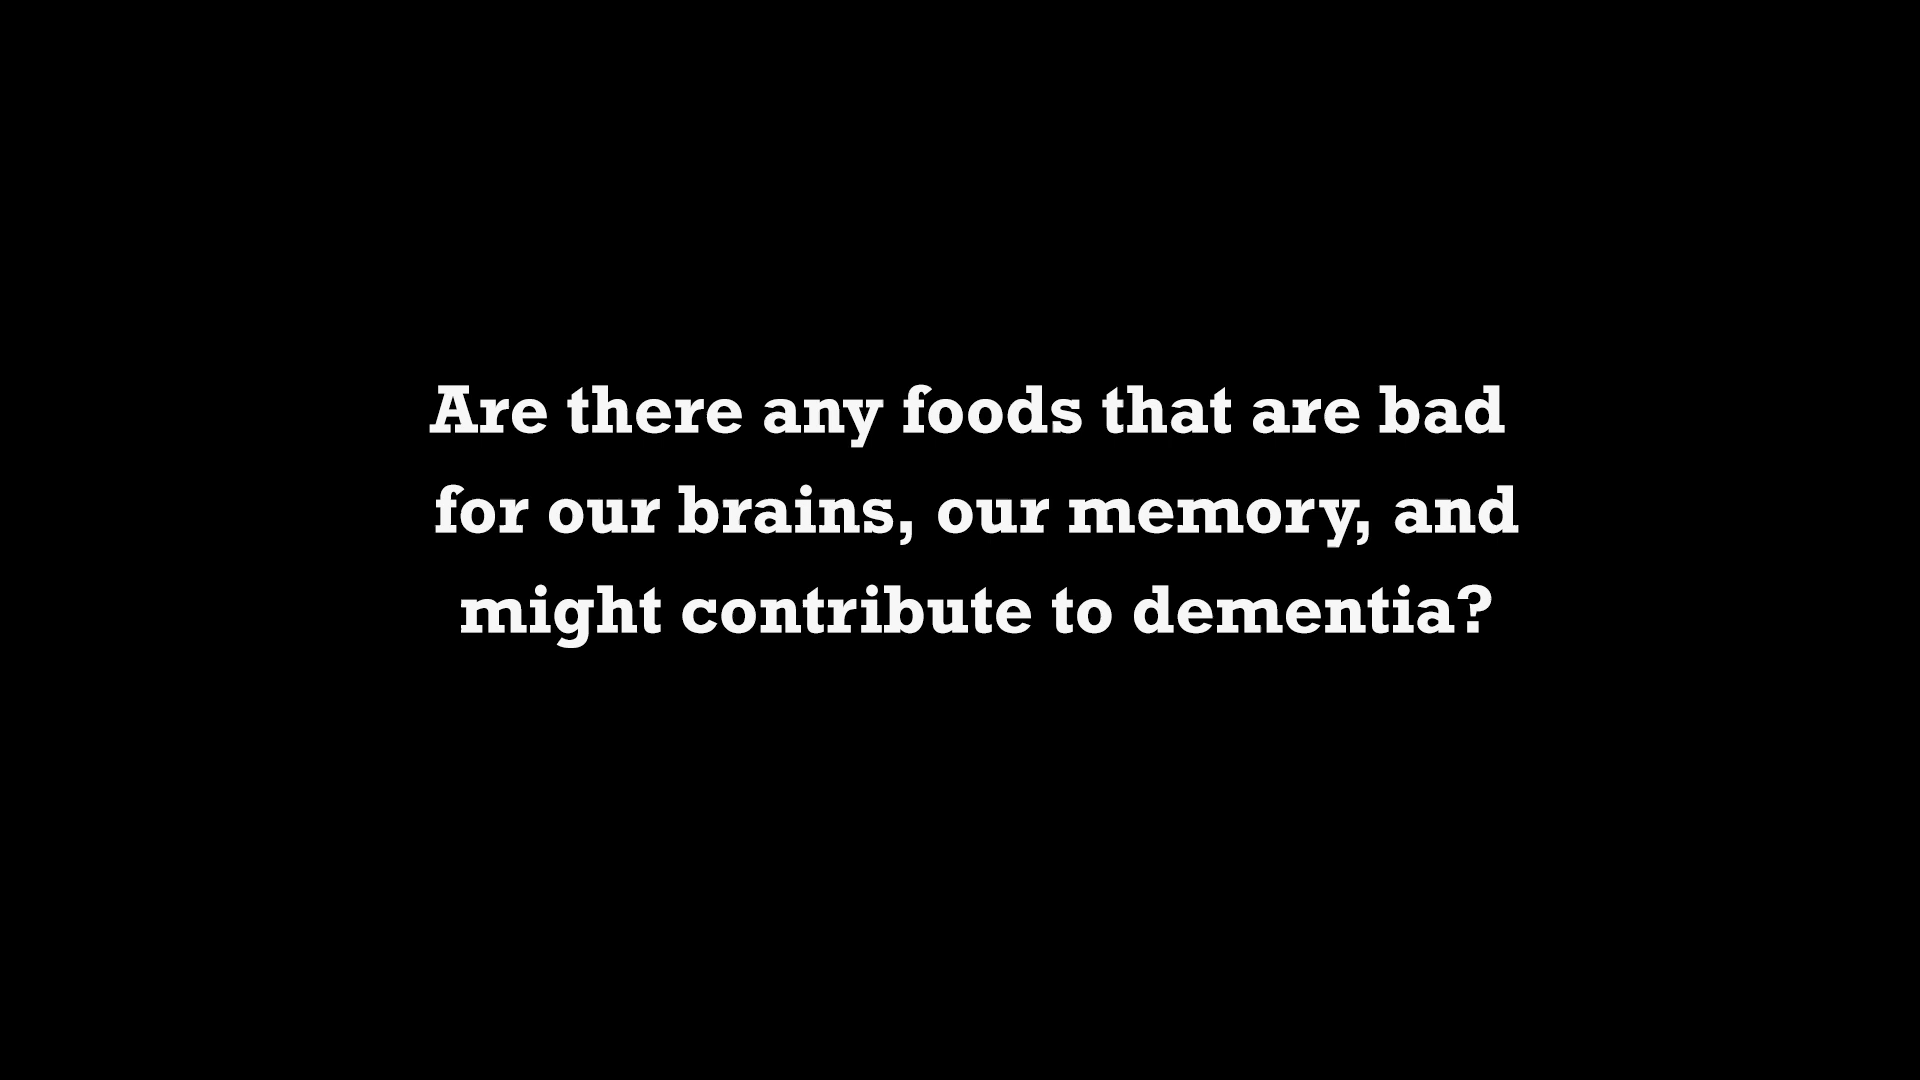 Are there any foods that are bad
for our brains, our memory, and
might contribute to dementia?